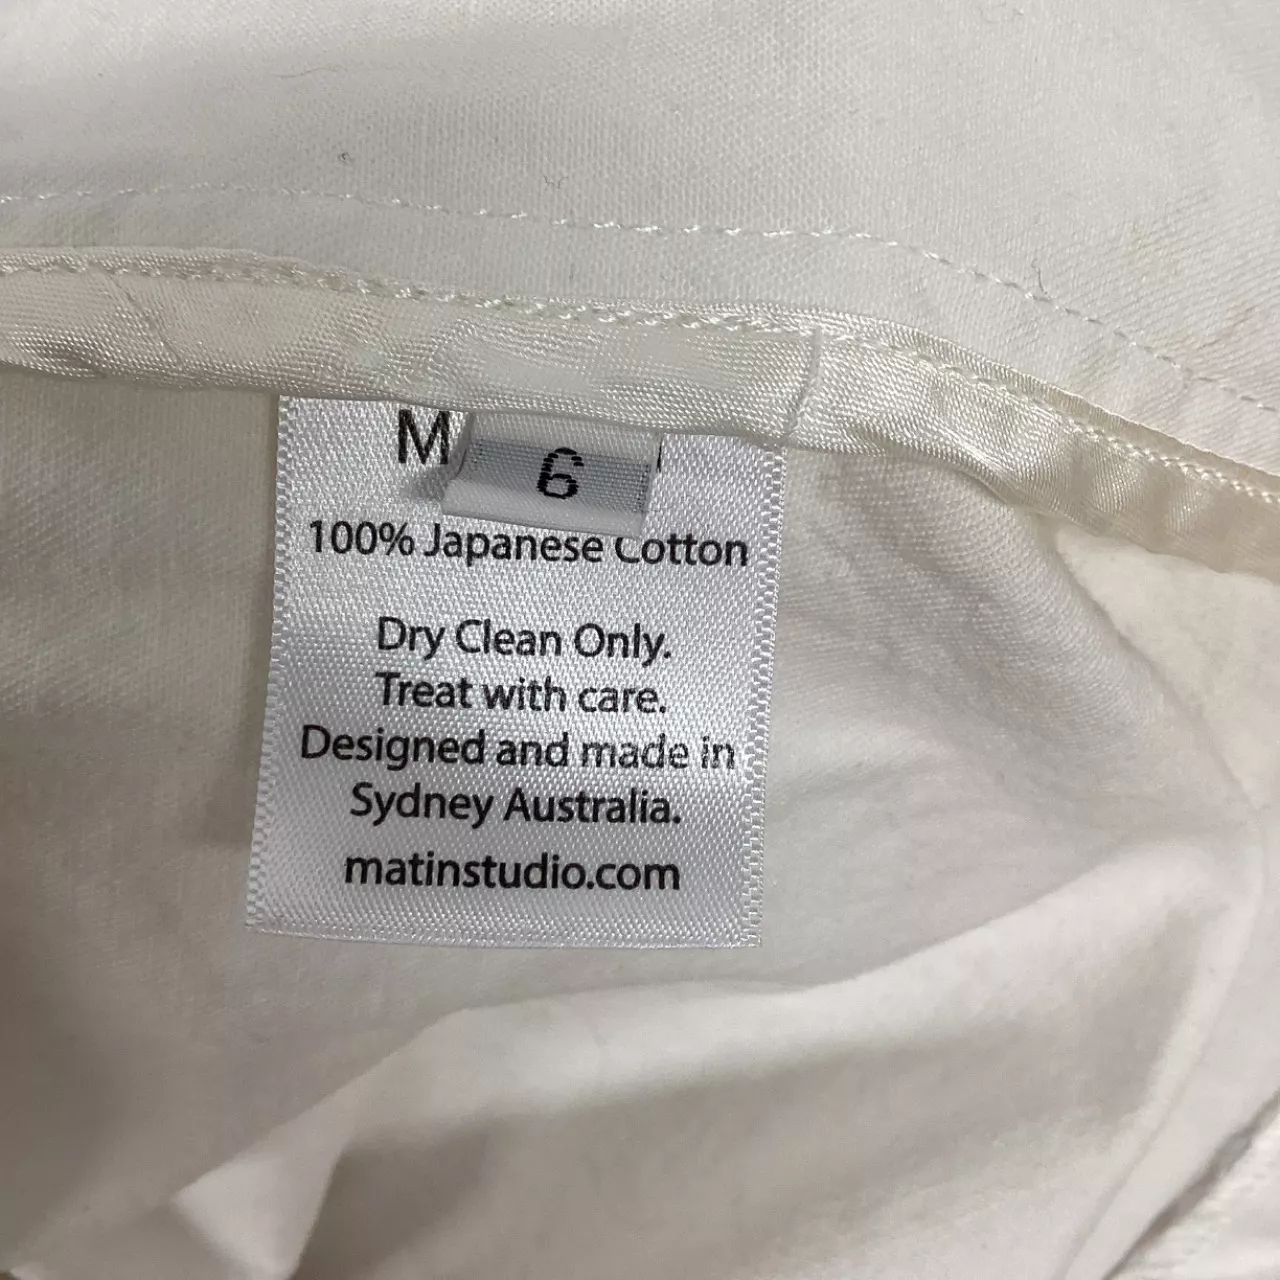 M
6
100% Japanese Cotton
Dry Clean Only.
Treat with care.
Designed and made in
Sydney Australia.
matinstudio.com